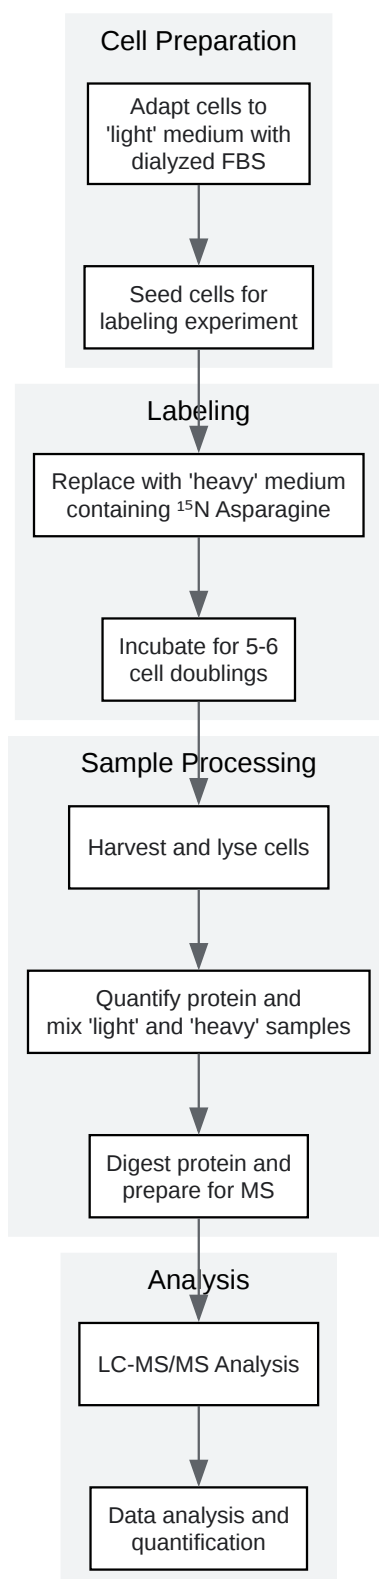 Cell Preparation
Adapt cells to
'light' medium with
dialyzed FBS
Seed cells for
labeling experiment
Labeling
Replace with 'heavy' medium
containing ¹⁵N Asparagine
Incubate for 5-6
cell doublings
Sample Processing
Harvest and lyse cells
Quantify protein and
mix 'light' and 'heavy' samples
Digest protein and
prepare for MS
Analysis
LC-MS/MS Analysis
Data analysis and
quantification